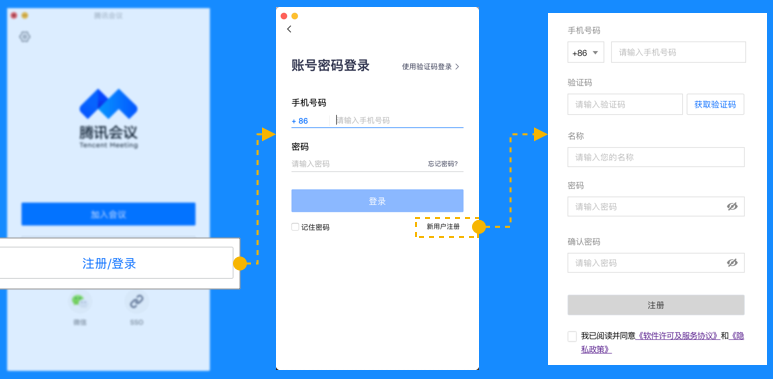 腾讯会议
腾讯会议
Tencent Meeting
加入会议
注册/登录
微信
SSO
账号密码登录
使用验证码登录
手机号码
+ 86
请输入手机号码
密码
请输入密码
忘记密码?
登录
记住密码
新用户注册
手机号码
+86
请输入手机号码
验证码
请输入验证码
获取验证码
名称
请输入您的名称
密码
请输入密码
确认密码
请输入密码
注册
我已阅读并同意《软件许可及服务协议》和《隐
私政策》